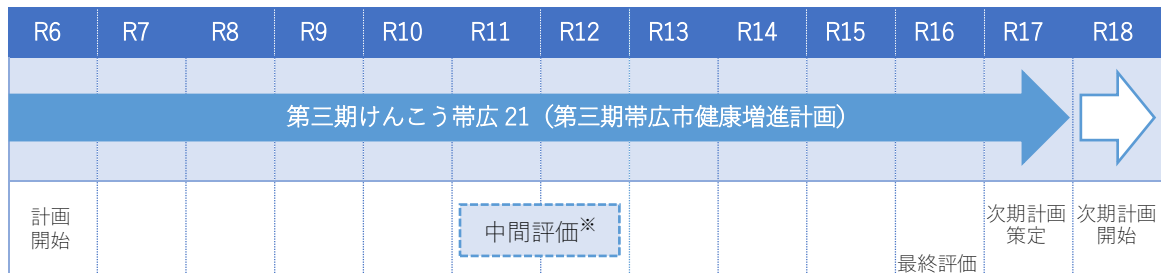 R6 R7 R8 R9 R10 R11 R12 R13 R14 R15 R16 R17 R18
第三期けんこう帯広 21（第三期帯広市健康増進計画）
計画
開始
中間評価※
最終評価
次期計画
策定
次期計画
開始